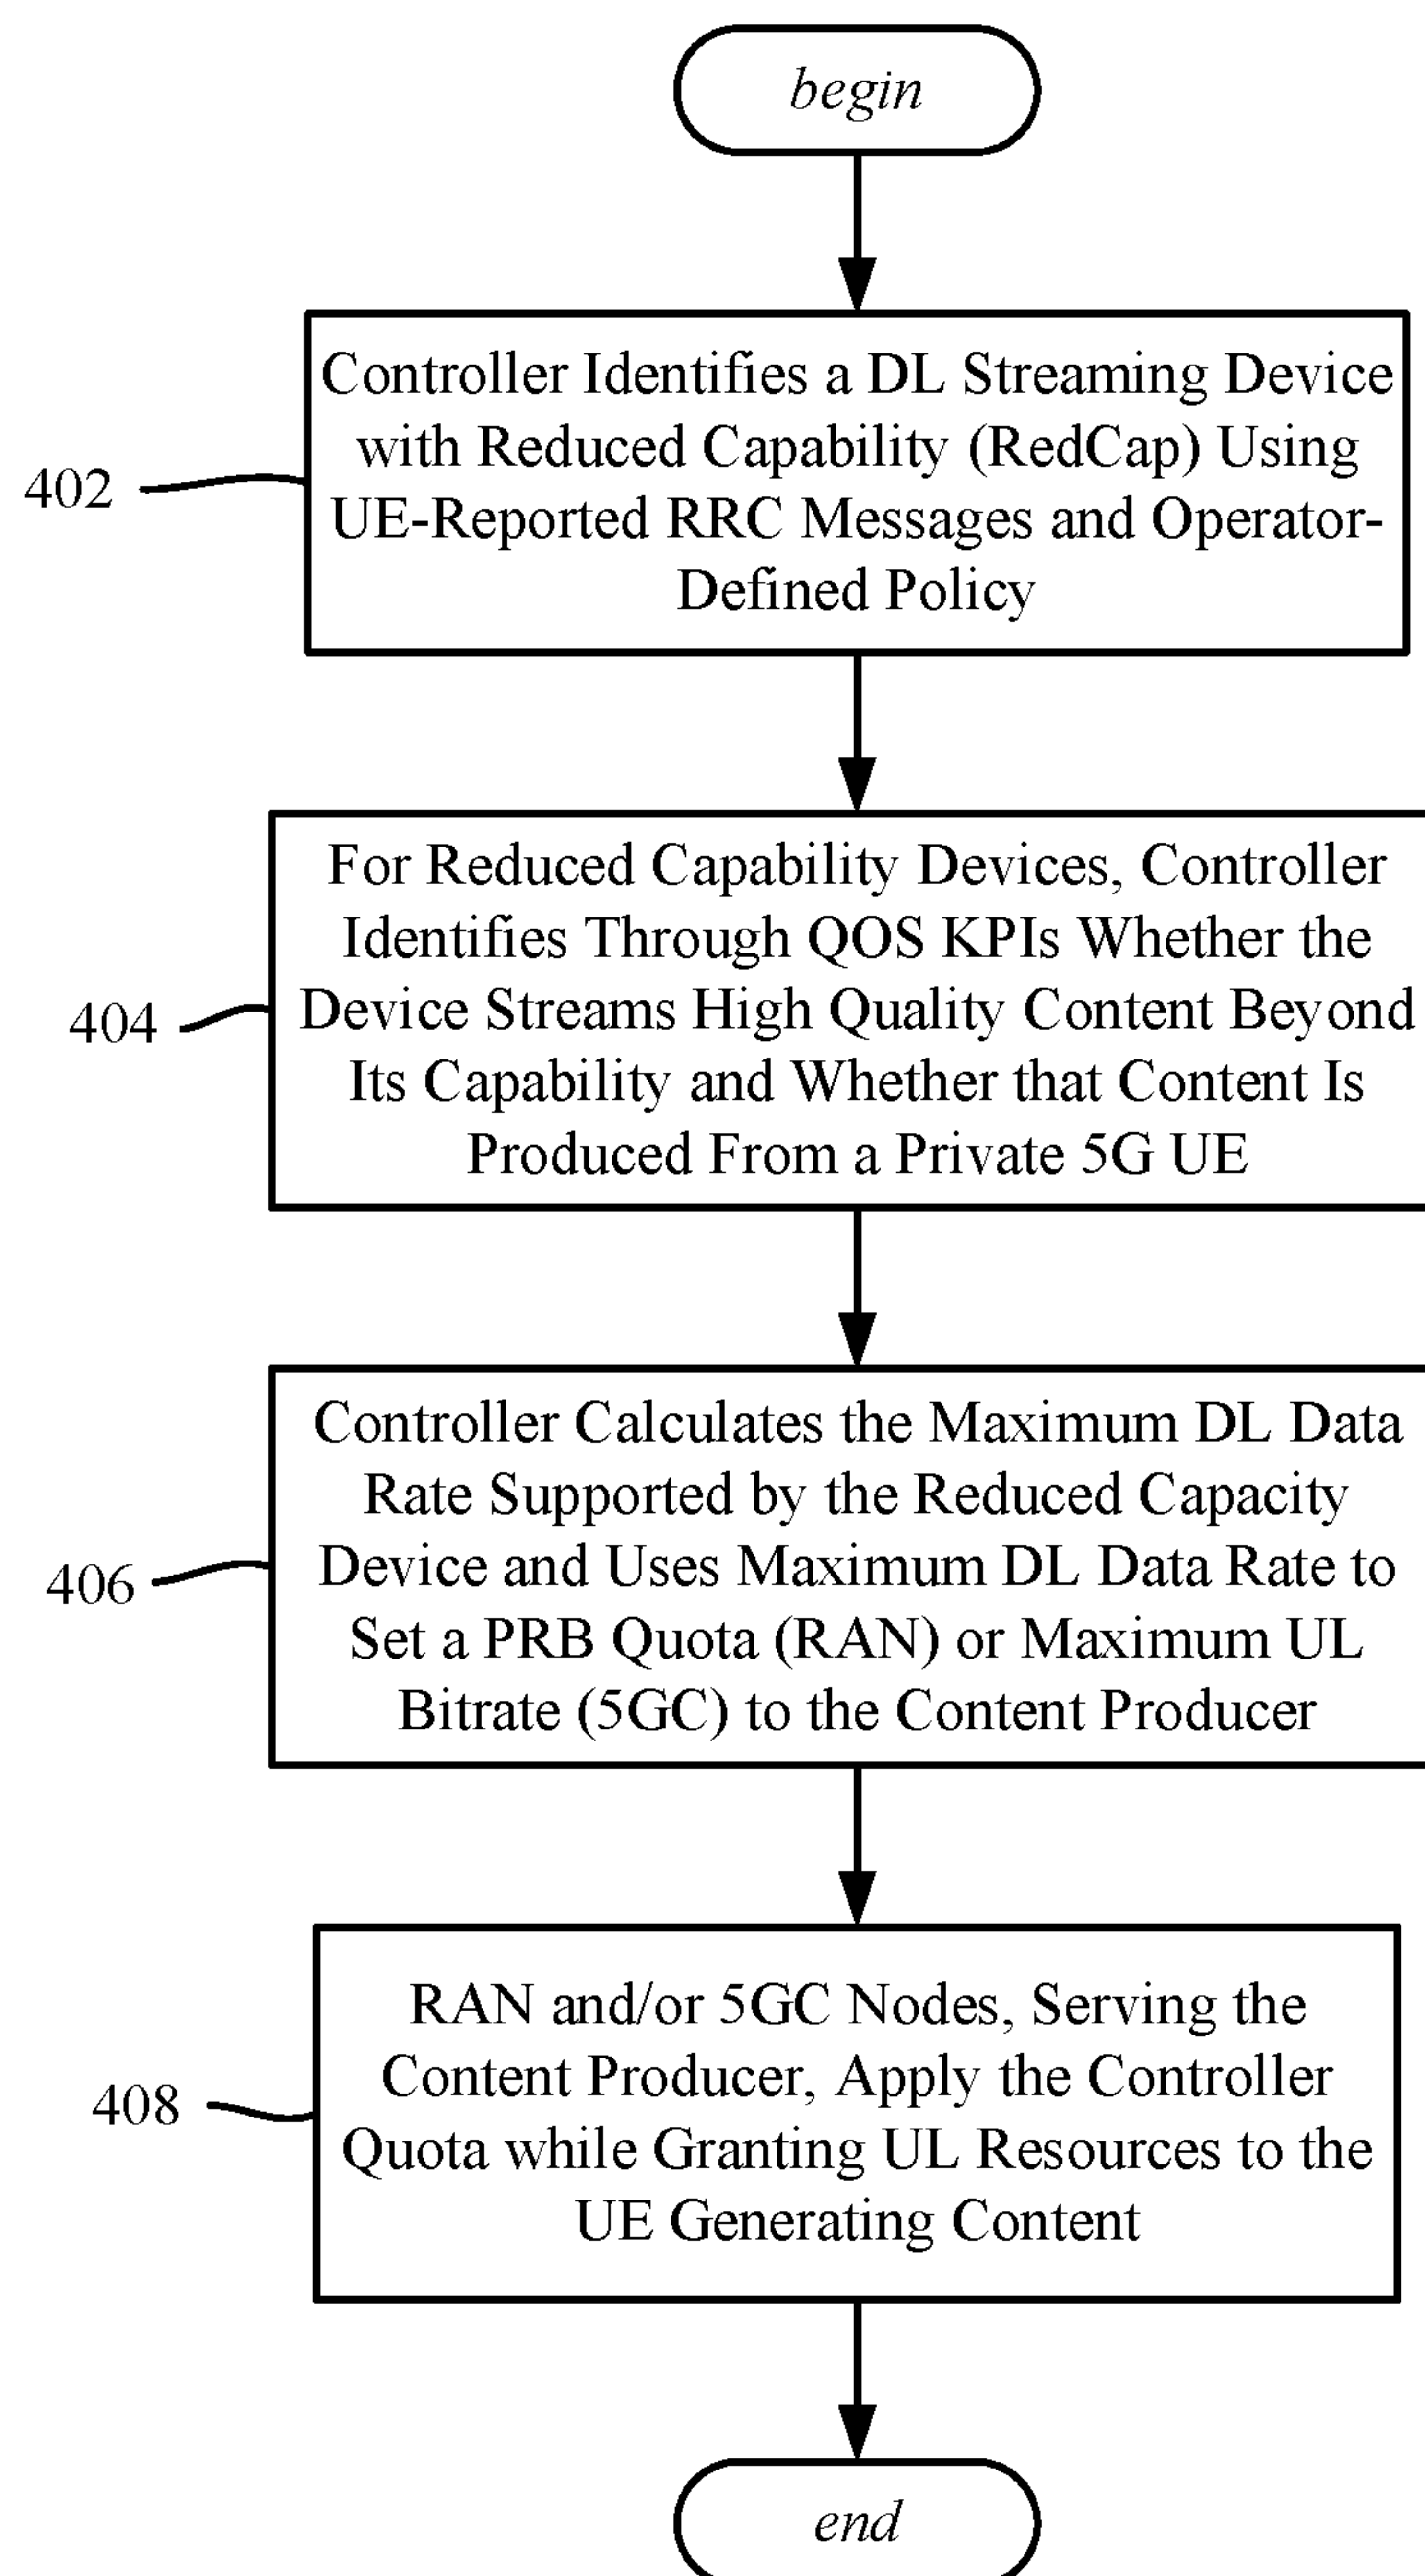 begin
Controller Identifies a DL Streaming Device
with Reduced Capability (RedCap) Using
UE-Reported RRC Messages and Operator-
Defined Policy
402
For Reduced Capability Devices, Controller
Identifies Through QOS KPIs Whether the
Device Streams High Quality Content Beyond
Its Capability and Whether that Content Is
Produced From a Private 5G UE
404
Controller Calculates the Maximum DL Data
Rate Supported by the Reduced Capacity
Device and Uses Maximum DL Data Rate to
Set a PRB Quota (RAN) or Maximum UL
Bitrate (5GC) to the Content Producer
406
RAN and/or 5GC Nodes, Serving the
Content Producer, Apply the Controller
Quota while Granting UL Resources to the
UE Generating Content
408
end